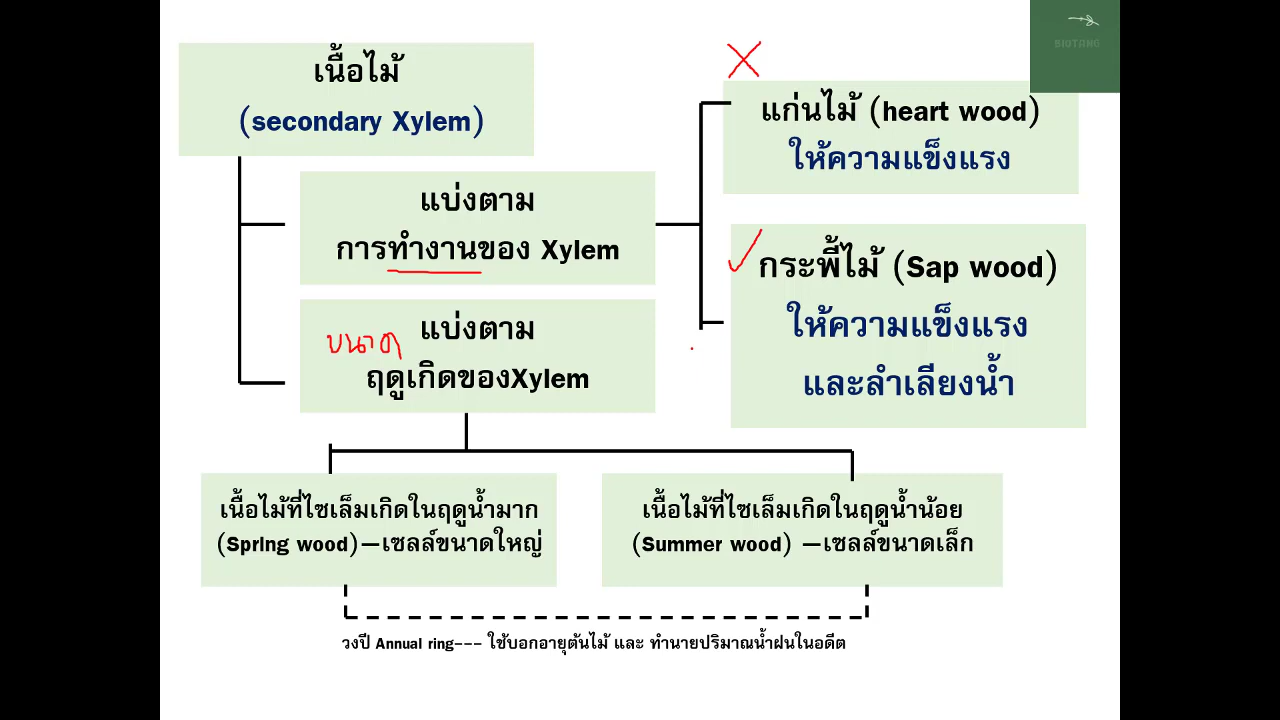 BIOTANG
เนื้อไม้
(secondary Xylem)
แก่นไม้ (heart wood)
ให้ความแข็งแรง
แบ่งตาม
การทำงานของ Xylem
กระพี้ไม้ (Sap wood)
ให้ความแข็งแรง
และลำเลียงน้ำ
แบ่งตาม
ขนาด
ฤดูเกิดของXylem
เนื้อไม้ที่ไซเล็มเกิดในฤดูน้ำมาก
(Spring wood)—เซลล์ขนาดใหญ่
เนื้อไม้ที่ไซเล็มเกิดในฤดูน้ำน้อย
(Summer wood) —เซลล์ขนาดเล็ก
วงปี Annual ring--- ใช้บอกอายุต้นไม้ และ ทำนายปริมาณน้ำฝนในอดีต